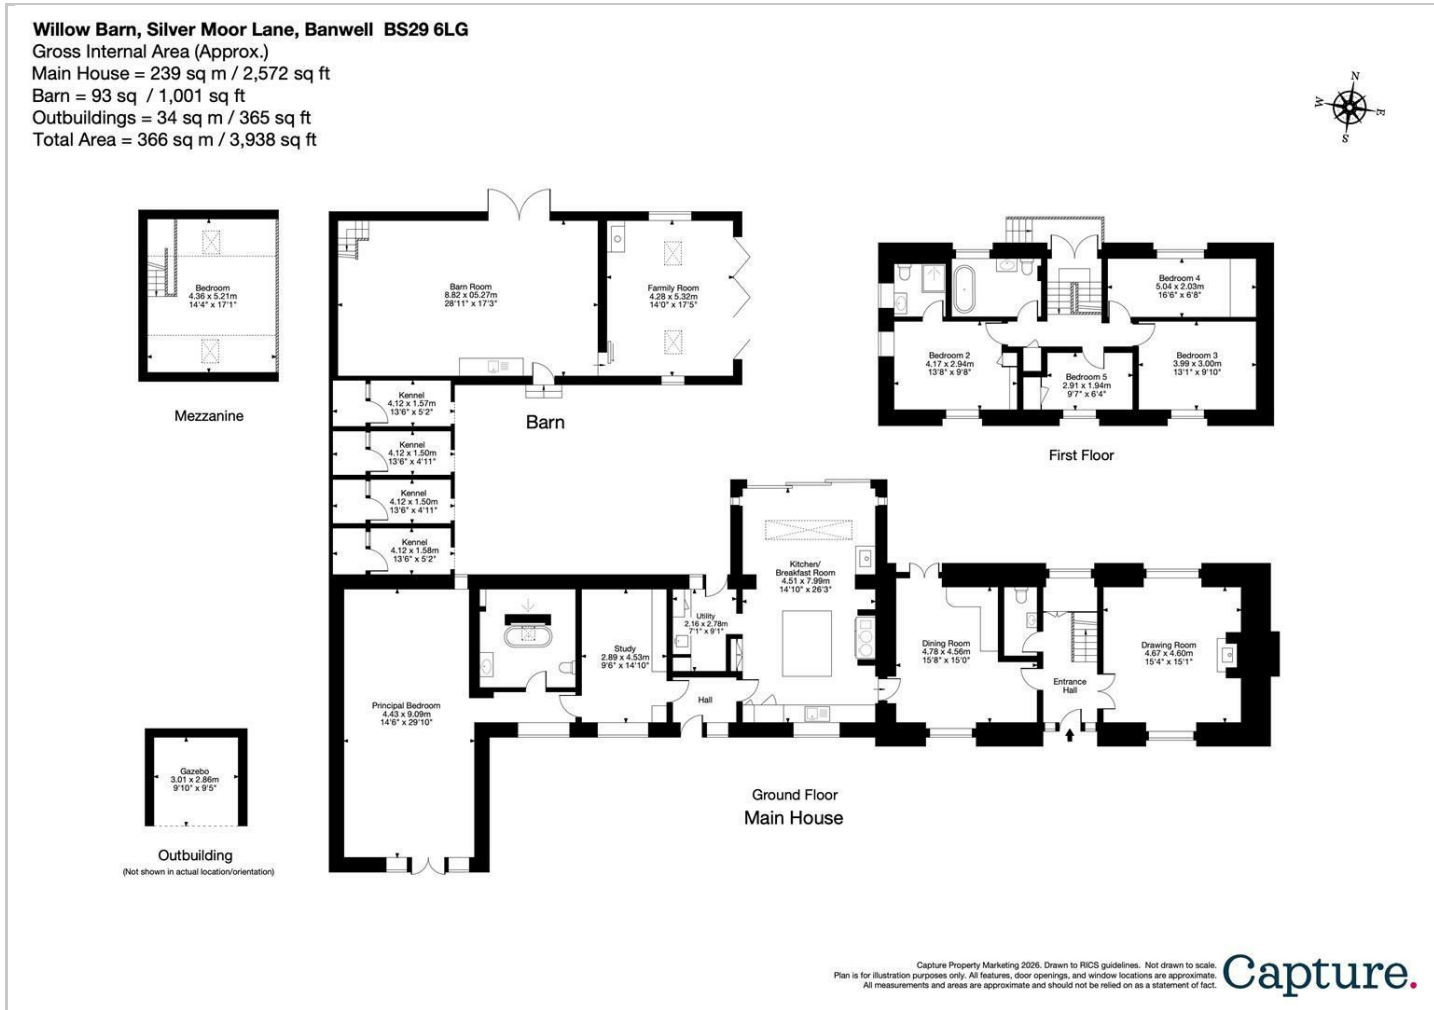 Willow Barn, Silver Moor Lane, Banwell BS29 6LG
Gross Internal Area (Approx.)
Main House = 239 sq m / 2,572 sq ft
Barn = 93 sq / 1,001 sq ft
Outbuildings = 34 sq m / 365 sq ft
Total Area = 366 sq m / 3,938 sq ft
N
W
E
S
Bedroom
4.36 x 5.21m
14'4" x 17'1"
Mezzanine
Barn Room
8.82 x 05.27m
28'11" x 17'3"
Farmily Room
4.28 x 5.32m
14'0" x 17'5"
Kennel
4.12 x 1.57m
13'6" x 5'2"
Kennel
4.12 x 1.50m
13'6" x 4'11"
Kennel
4.12 x 1.50m
13'6" x 4'11"
Kennel
4.12 x 1.58m
13'6" x 5'2"
Barn
Bedroom 4
5.04 x 2.03m
16'6" x 6'8"
Bedroom 2
4.17 x 2.94m
13'8" x 9'8"
Bedroom 5
2.91 x 1.94m
9'7" x 6'4"
Bedroom 3
3.99 x 3.00m
13'1" x 9'10"
First Floor
Kitchen/
Breakfast Room
4.51 x 7.99m
14'10" x 26'3"
Utility
2.16 x 2.78m
7'1" x 9'1"
Study
2.89 x 4.53m
9'6" x 14'10"
Hall
Dining Room
4.78 x 4.56m
15'8" x 15'0"
Entrance
Hall
Drawing Room
4.67 x 4.60m
15'4" x 15'1"
Principal Bedroom
4.43 x 9.09m
14'6" x 29'10"
Ground Floor
Main House
Gazebo
3.01 x 2.86m
9'10" x 9'5"
Outbuilding
(Not shown in actual location/orientation)
Capture Property Marketing 2026. Drawn to RICS guidelines. Not drawn to scale.
Plan is for illustration purposes only. All features, door openings, and window locations are approximate.
All measurements and areas are approximate and should not be relied on as a statement of fact.
Capture.